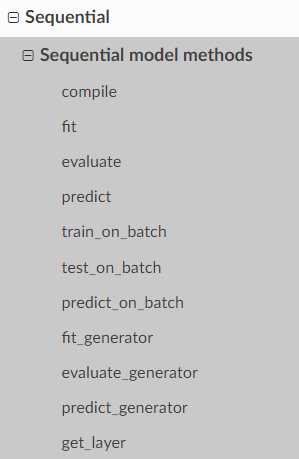 Sequential
Sequential model methods
compile
fit
evaluate
predict
train_on_batch
test_on_batch
predict_on_batch
fit_generator
evaluate_generator
predict_generator
get_layer